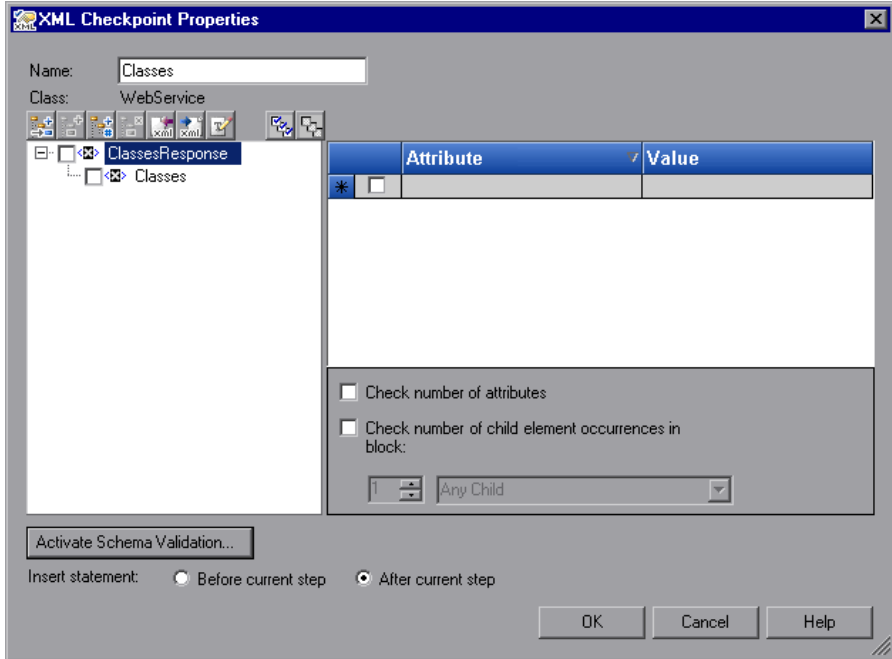 XML Checkpoint Properties
Name: Classes
Class: WebService
ClassesResponse
Classes
Attribute Value
Check number of attributes
Check number of child element occurrences in
block:
1 Any Child
Activate Schema Validation...
Insert statement: Before current step After current step
OK Cancel Help